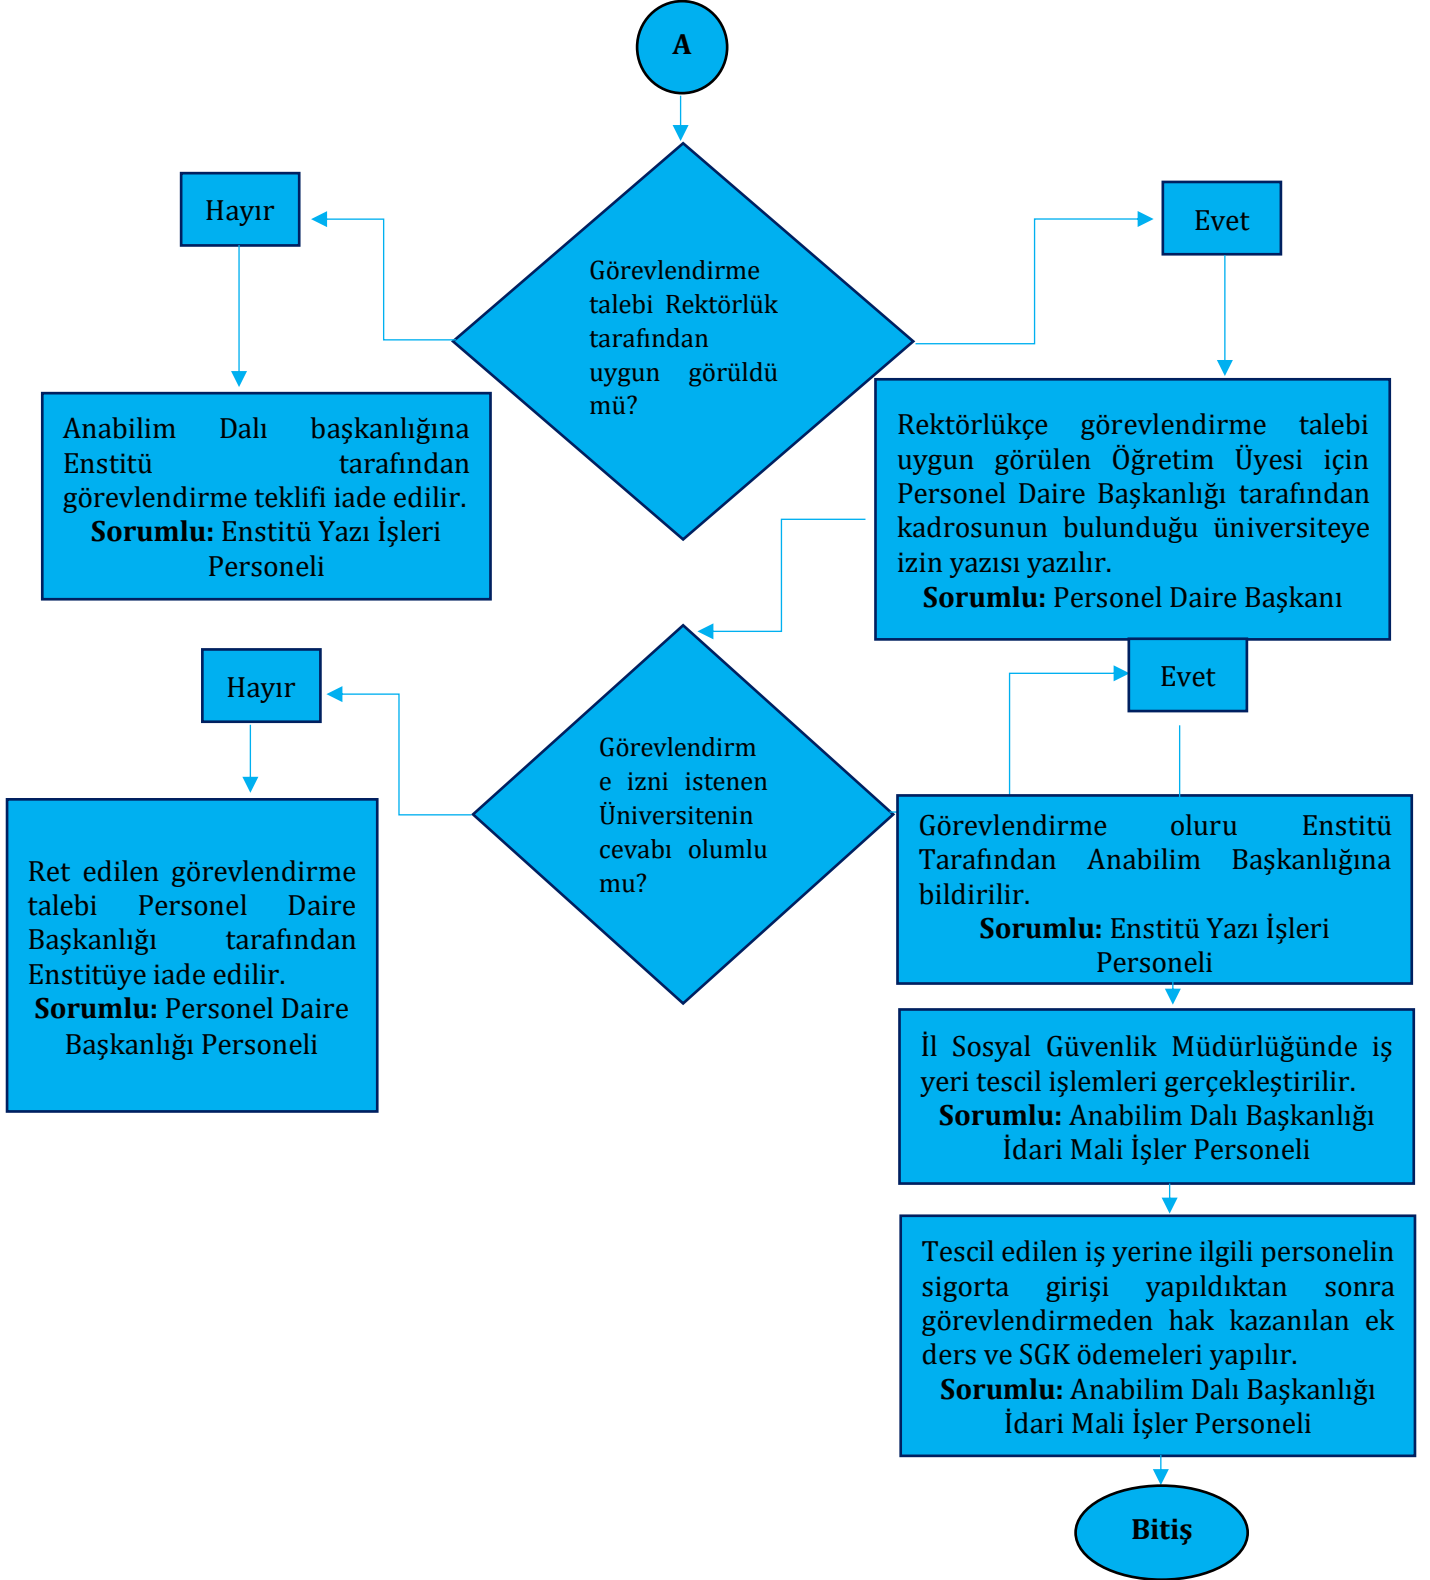 A
Hayır
Evet
Görevlendirme
talebi Rektörlük
tarafından
uygun görüldü
mü?
Anabilim Dalı başkanlığına
Enstitü tarafından
görevlendirme teklifi iade edilir.
Sorumlu: Enstitü Yazı İşleri
Personeli
Rektörlükçe görevlendirme talebi
uygun görülen Öğretim Üyesi için
Personel Daire Başkanlığı tarafından
kadrosunun bulunduğu üniversiteye
izin yazısı yazılır.
Sorumlu: Personel Daire Başkanı
Hayır
Evet
Görevlendirm
e izni istenen
Üniversitenin
cevabı olumlu
mu?
Ret edilen görevlendirme
talebi Personel Daire
Başkanlığı tarafından
Enstitüye iade edilir.
Sorumlu: Personel Daire
Başkanlığı Personeli
Görevlendirme oluru Enstitü
Tarafından Anabilim Başkanlığına
bildirilir.
Sorumlu: Enstitü Yazı İşleri
Personeli
İl Sosyal Güvenlik Müdürlüğünde iş
yeri tescil işlemleri gerçekleştirilir.
Sorumlu: Anabilim Dalı Başkanlığı
İdari Mali İşler Personeli
Tescil edilen iş yerine ilgili personelin
sigorta girişi yapıldıktan sonra
görevlendirmeden hak kazanılan ek
ders ve SGK ödemeleri yapılır.
Sorumlu: Anabilim Dalı Başkanlığı
İdari Mali İşler Personeli
Bitiş